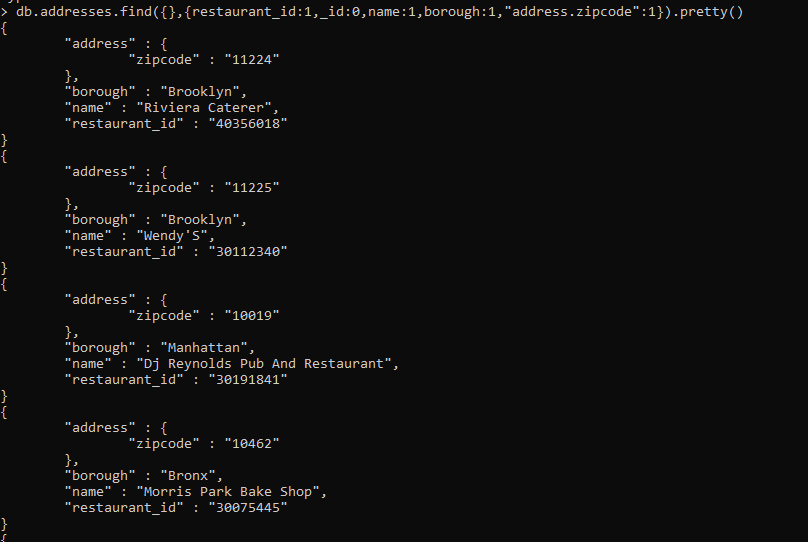 > db.addresses.find({},{restaurant_id:1,_id:0,name:1,borough:1,"address.zipcode":1}).pretty()
{
        "address" : {
                "zipcode" : "11224"
        },
        "borough" : "Brooklyn",
        "name" : "Riviera Caterer",
        "restaurant_id" : "40356018"
}
{
        "address" : {
                "zipcode" : "11225"
        },
        "borough" : "Brooklyn",
        "name" : "Wendy'S",
        "restaurant_id" : "30112340"
}
{
        "address" : {
                "zipcode" : "10019"
        },
        "borough" : "Manhattan",
        "name" : "Dj Reynolds Pub And Restaurant",
        "restaurant_id" : "30191841"
}
{
        "address" : {
                "zipcode" : "10462"
        },
        "borough" : "Bronx",
        "name" : "Morris Park Bake Shop",
        "restaurant_id" : "30075445"
}
{